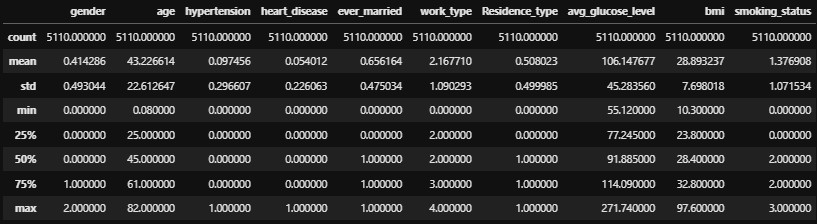 gender age hypertension heart_disease ever_married work_type Residence_type avg_glucose_level bmi smoking_status
count 5110.000000 5110.000000 5110.000000 5110.000000 5110.000000 5110.000000 5110.000000 5110.000000 5110.000000 5110.000000
mean 0.414286 43.226614 0.097456 0.054012 0.656164 2.167710 0.508023 106.147677 28.893237 1.376908
std 0.493044 22.612647 0.296607 0.226063 0.475034 1.090293 0.499985 45.283560 7.698018 1.071534
min 0.000000 0.080000 0.000000 0.000000 0.000000 0.000000 0.000000 55.120000 10.300000 0.000000
25% 0.000000 25.000000 0.000000 0.000000 0.000000 2.000000 0.000000 77.245000 23.800000 0.000000
50% 0.000000 45.000000 0.000000 0.000000 1.000000 2.000000 1.000000 91.885000 28.400000 2.000000
75% 1.000000 61.000000 0.000000 0.000000 1.000000 3.000000 1.000000 114.090000 32.800000 2.000000
max 2.000000 82.000000 1.000000 1.000000 1.000000 4.000000 1.000000 271.740000 97.600000 3.000000